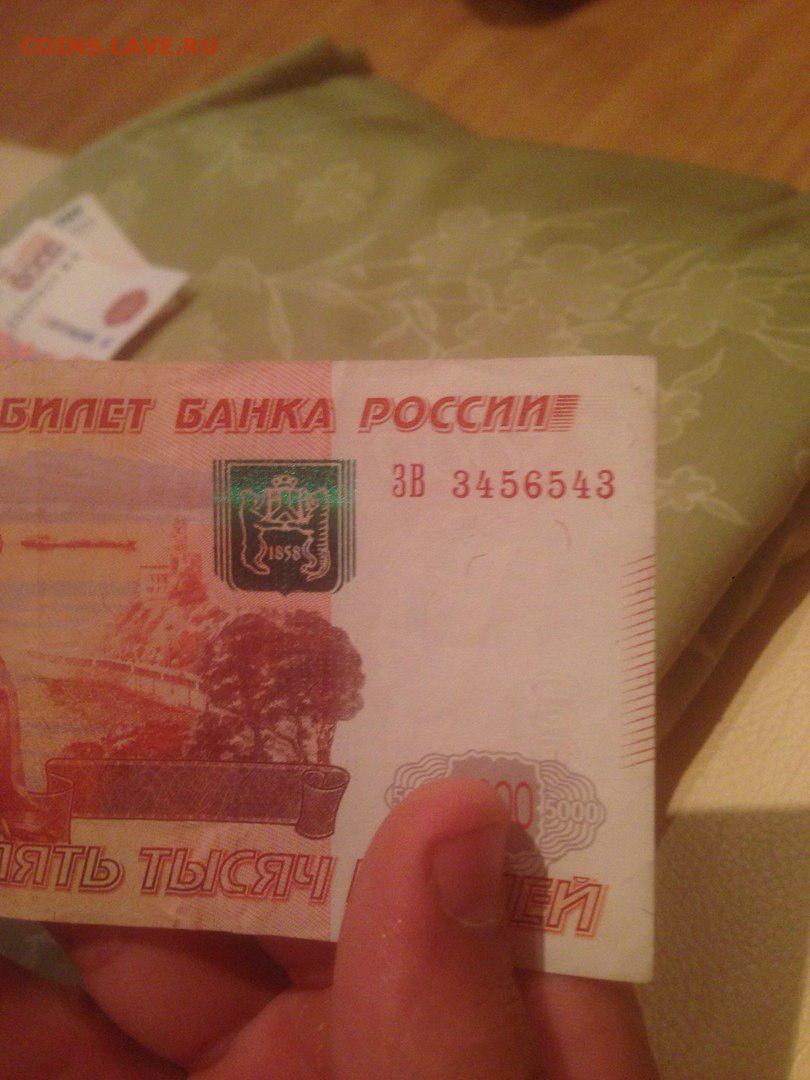 COINS.LAVE.RU
БИЛЕТ БАНКА РОССИИ
ЗВ 3456543
1858
5000
ТЫСЯЧ